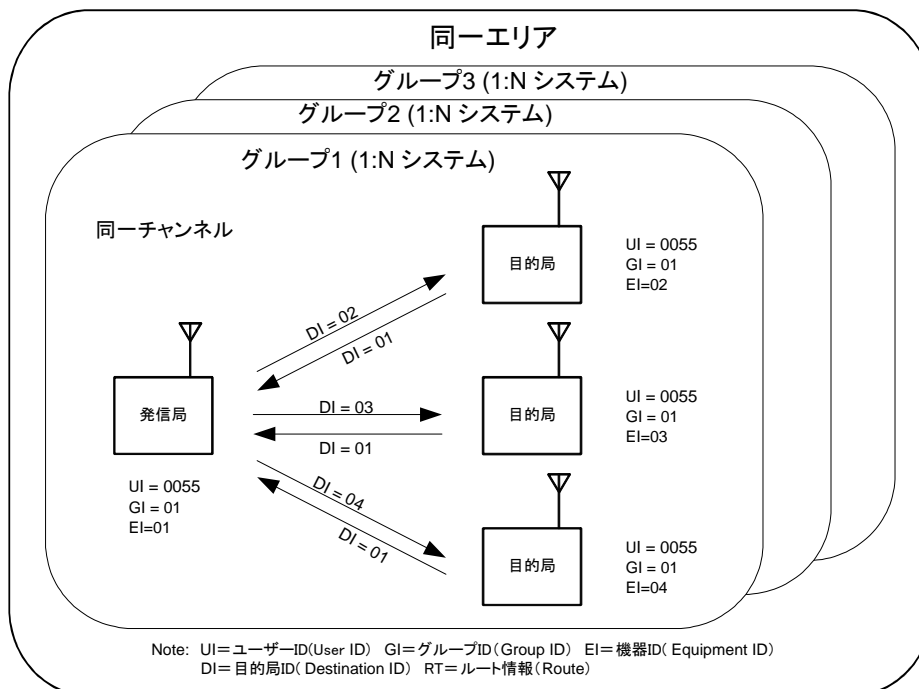 同一エリア
グループ3 (1:N システム)
グループ2 (1:N システム)
グループ1 (1:N システム)
同一チャンネル
目的局
UI = 0055
GI = 01
EI=02
DI = 02
DI = 01
発信局
UI = 0055
GI = 01
EI=01
DI = 03
DI = 01
目的局
UI = 0055
GI = 01
EI=03
DI = 04
DI = 01
目的局
UI = 0055
GI = 01
EI=04
Note: UI＝ユーザーID(User ID) GI＝グループID(Group ID) EI＝機器ID( Equipment ID)
DI＝目的局ID( Destination ID) RT＝ルート情報(Route)